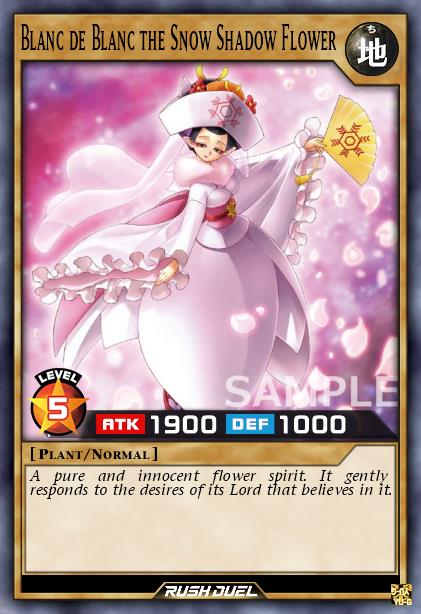 Blanc de Blanc the Snow Shadow Flower
ち
地
SAMPLE
LEVEL
5
ATK 1900 DEF 1000
[Plant/Normal]
A pure and innocent flower spirit. It gently
responds to the desires of its Lord that believes in it.
RUSH DUEL